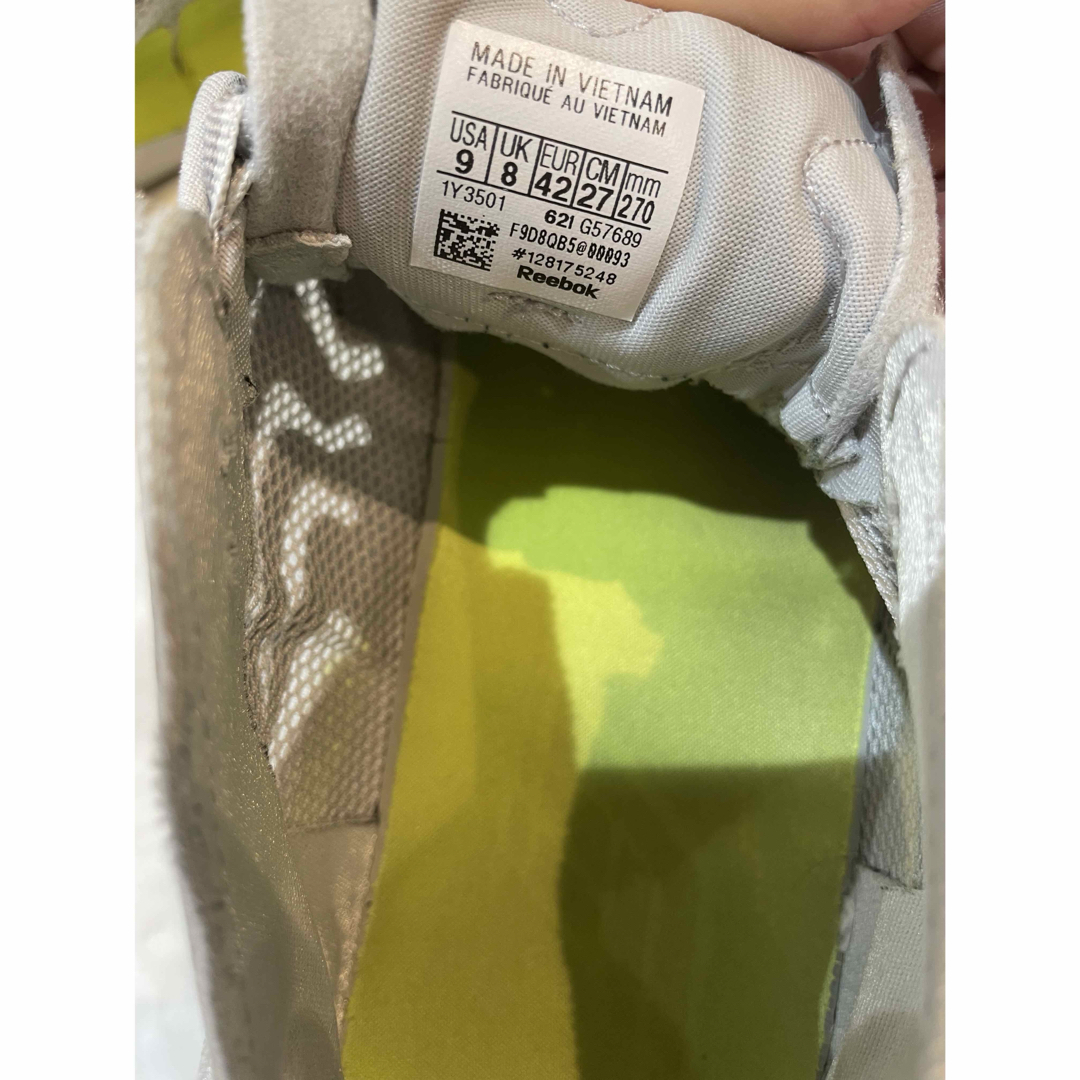 MADE IN VIETNAM
FABRIQUÉ AU VIETNAM
USA UK EUR CM mm
9 8 42 27 270
1Y3501 621 G57689
F9D8QB5@00093
#128175248
Reebok